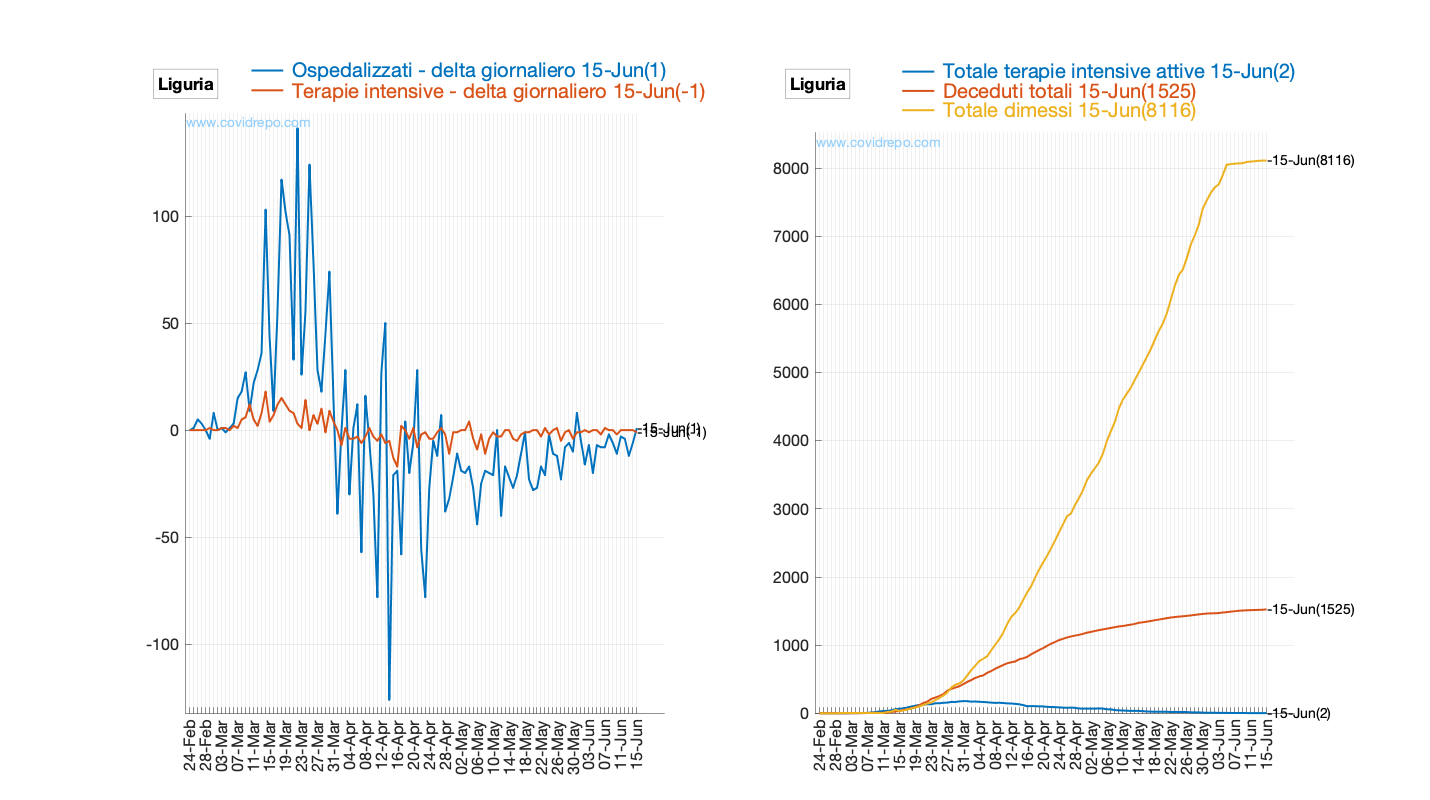 Liguria
Ospedalizzati - delta giornaliero 15-Jun(1)
Terapie intensive - delta giornaliero 15-Jun(-1)
www.covidrepo.com
100
50
0
-50
-100
-15-Jun(1)
-15-Jun(-1)
24-Feb
28-Feb
03-Mar
07-Mar
11-Mar
15-Mar
19-Mar
23-Mar
27-Mar
31-Mar
04-Apr
08-Apr
12-Apr
16-Apr
20-Apr
24-Apr
28-Apr
02-May
06-May
10-May
14-May
18-May
22-May
26-May
30-May
03-Jun
07-Jun
11-Jun
15-Jun
Liguria
Totale terapie intensive attive 15-Jun(2)
Deceduti totali 15-Jun(1525)
Totale dimessi 15-Jun(8116)
www.covidrepo.com
8000
7000
6000
5000
4000
3000
2000
1000
0
-15-Jun(8116)
-15-Jun(1525)
-15-Jun(2)
24-Feb
28-Feb
03-Mar
07-Mar
11-Mar
15-Mar
19-Mar
23-Mar
27-Mar
31-Mar
04-Apr
08-Apr
12-Apr
16-Apr
20-Apr
24-Apr
28-Apr
02-May
06-May
10-May
14-May
18-May
22-May
26-May
30-May
03-Jun
07-Jun
11-Jun
15-Jun